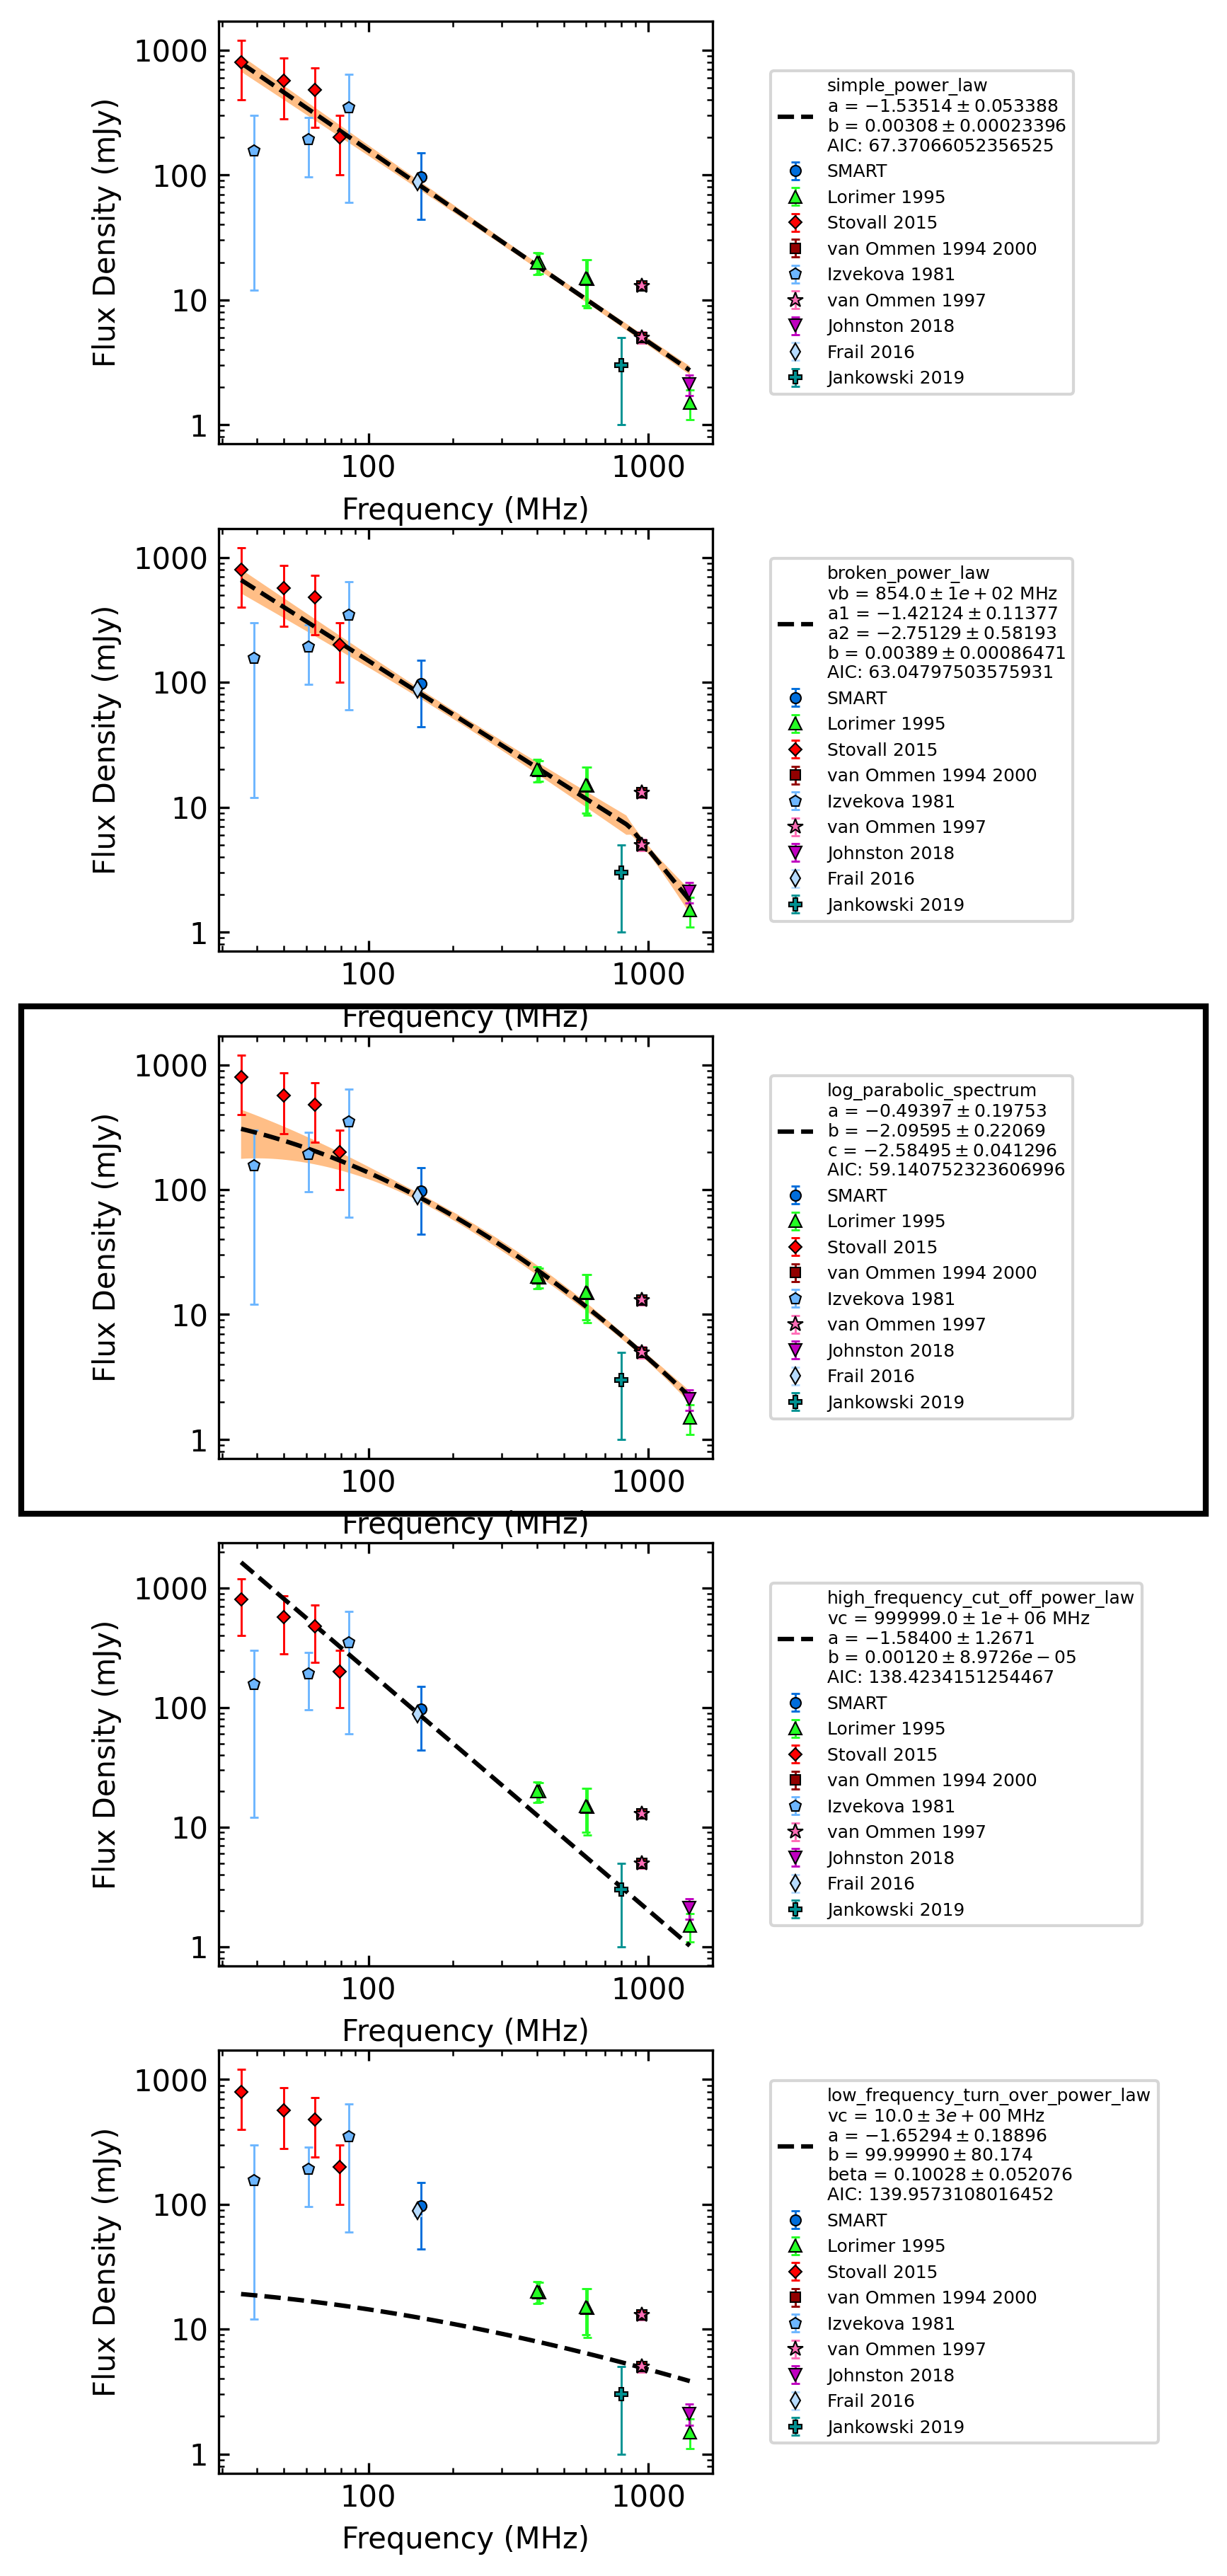 1000
100
10
1
Flux Density (mJy)
100
1000
Frequency (MHz)
simple_power_law
a = −1.53514 ± 0.053388
b = 0.00308 ± 0.00023396
AIC: 67.37066052356525
SMART
Lorimer 1995
Stovall 2015
van Ommen 1994 2000
Izvekova 1981
van Ommen 1997
Johnston 2018
Frail 2016
Jankowski 2019
1000
100
10
1
Flux Density (mJy)
100
1000
Frequency (MHz)
broken_power_law
vb = 854.0 ± 1e + 02 MHz
a1 = −1.42124 ± 0.11377
a2 = −2.75129 ± 0.58193
b = 0.00389 ± 0.00086471
AIC: 63.04797503575931
SMART
Lorimer 1995
Stovall 2015
van Ommen 1994 2000
Izvekova 1981
van Ommen 1997
Johnston 2018
Frail 2016
Jankowski 2019
1000
100
10
1
Flux Density (mJy)
100
1000
Frequency (MHz)
log_parabolic_spectrum
a = −0.49397 ± 0.19753
b = −2.09595 ± 0.22069
c = −2.58495 ± 0.041296
AIC: 59.140752323606996
SMART
Lorimer 1995
Stovall 2015
van Ommen 1994 2000
Izvekova 1981
van Ommen 1997
Johnston 2018
Frail 2016
Jankowski 2019
1000
100
10
1
Flux Density (mJy)
100
1000
Frequency (MHz)
high_frequency_cut_off_power_law
vc = 999999.0 ± 1e + 06 MHz
a = −1.58400 ± 1.2671
b = 0.00120 ± 8.9726e − 05
AIC: 138.4234151254467
SMART
Lorimer 1995
Stovall 2015
van Ommen 1994 2000
Izvekova 1981
van Ommen 1997
Johnston 2018
Frail 2016
Jankowski 2019
1000
100
10
1
Flux Density (mJy)
100
1000
Frequency (MHz)
low_frequency_turn_over_power_law
vc = 10.0 ± 3e + 00 MHz
a = −1.65294 ± 0.18896
b = 99.99990 ± 80.174
beta = 0.10028 ± 0.052076
AIC: 139.9573108016452
SMART
Lorimer 1995
Stovall 2015
van Ommen 1994 2000
Izvekova 1981
van Ommen 1997
Johnston 2018
Frail 2016
Jankowski 2019